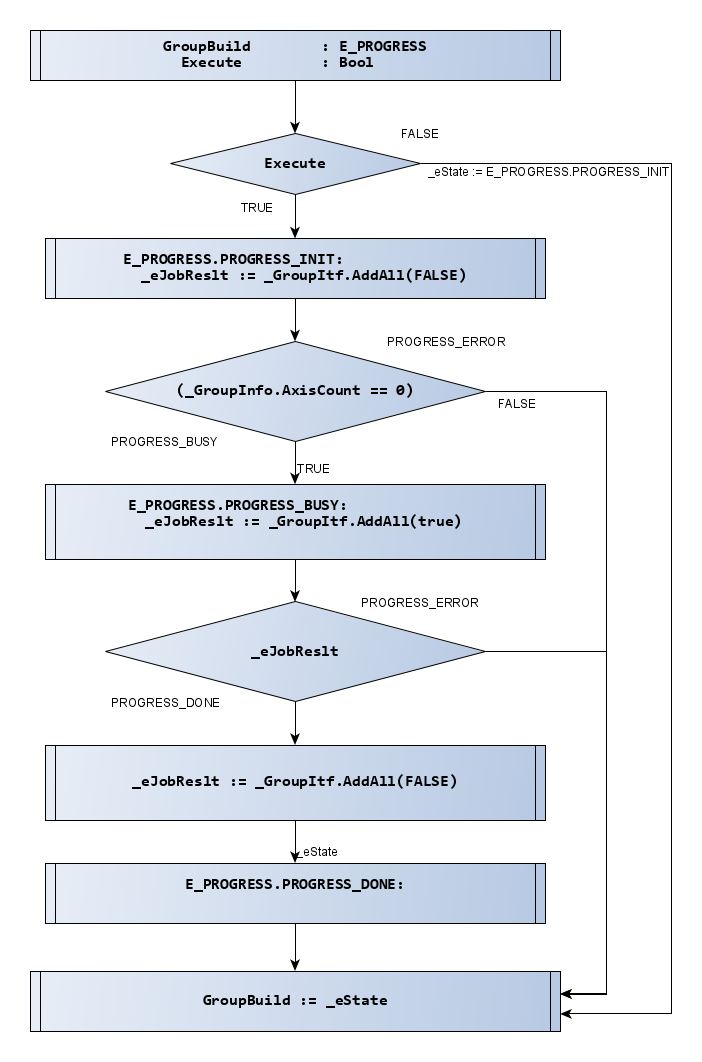 GroupBuild : E_PROGRESS
Execute : Bool
FALSE
Execute
_eState := E_PROGRESS.PROGRESS_INIT
TRUE
E_PROGRESS.PROGRESS_INIT:
_eJobReslt := _GroupItf.AddAll(FALSE)
PROGRESS_ERROR
(_GroupInfo.AxisCount == 0)
FALSE
PROGRESS_BUSY
TRUE
E_PROGRESS.PROGRESS_BUSY:
_eJobReslt := _GroupItf.AddAll(true)
PROGRESS_ERROR
_eJobReslt
PROGRESS_DONE
_eJobReslt := _GroupItf.AddAll(FALSE)
_eState
E_PROGRESS.PROGRESS_DONE:
GroupBuild := _eState